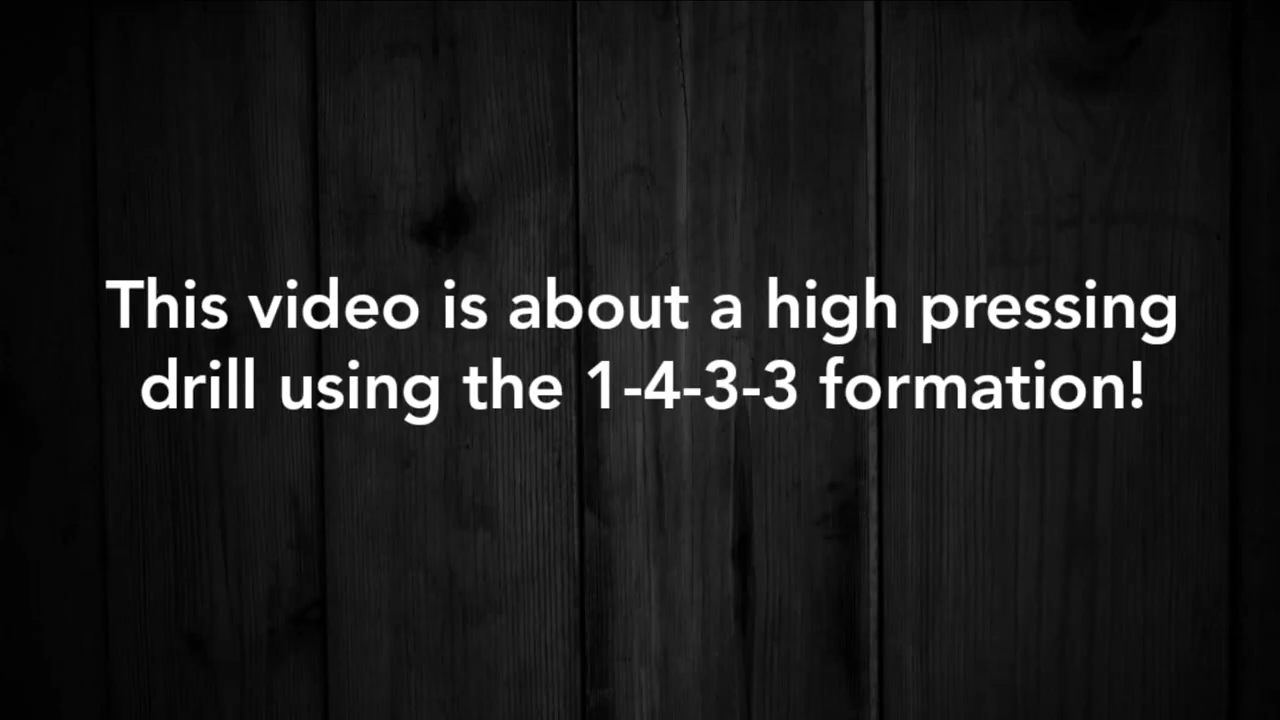 This video is about a high pressing
drill using the 1-4-3-3 formation!